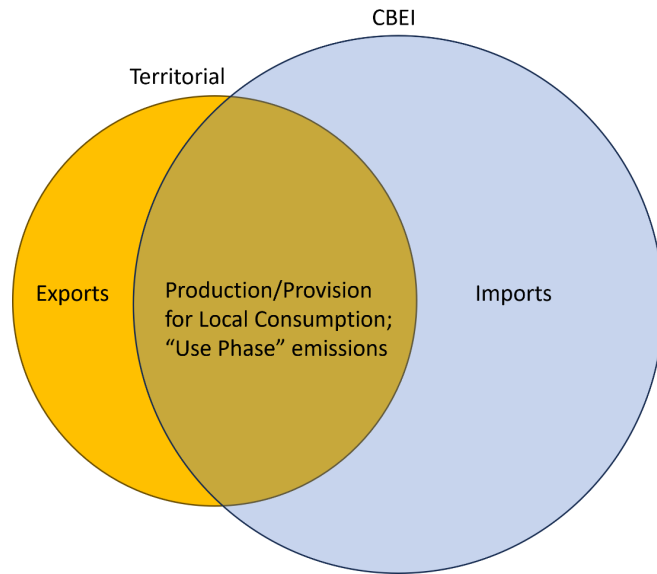 CBEI
Territorial
Exports
Production/Provision
for Local Consumption;
“Use Phase” emissions
Imports